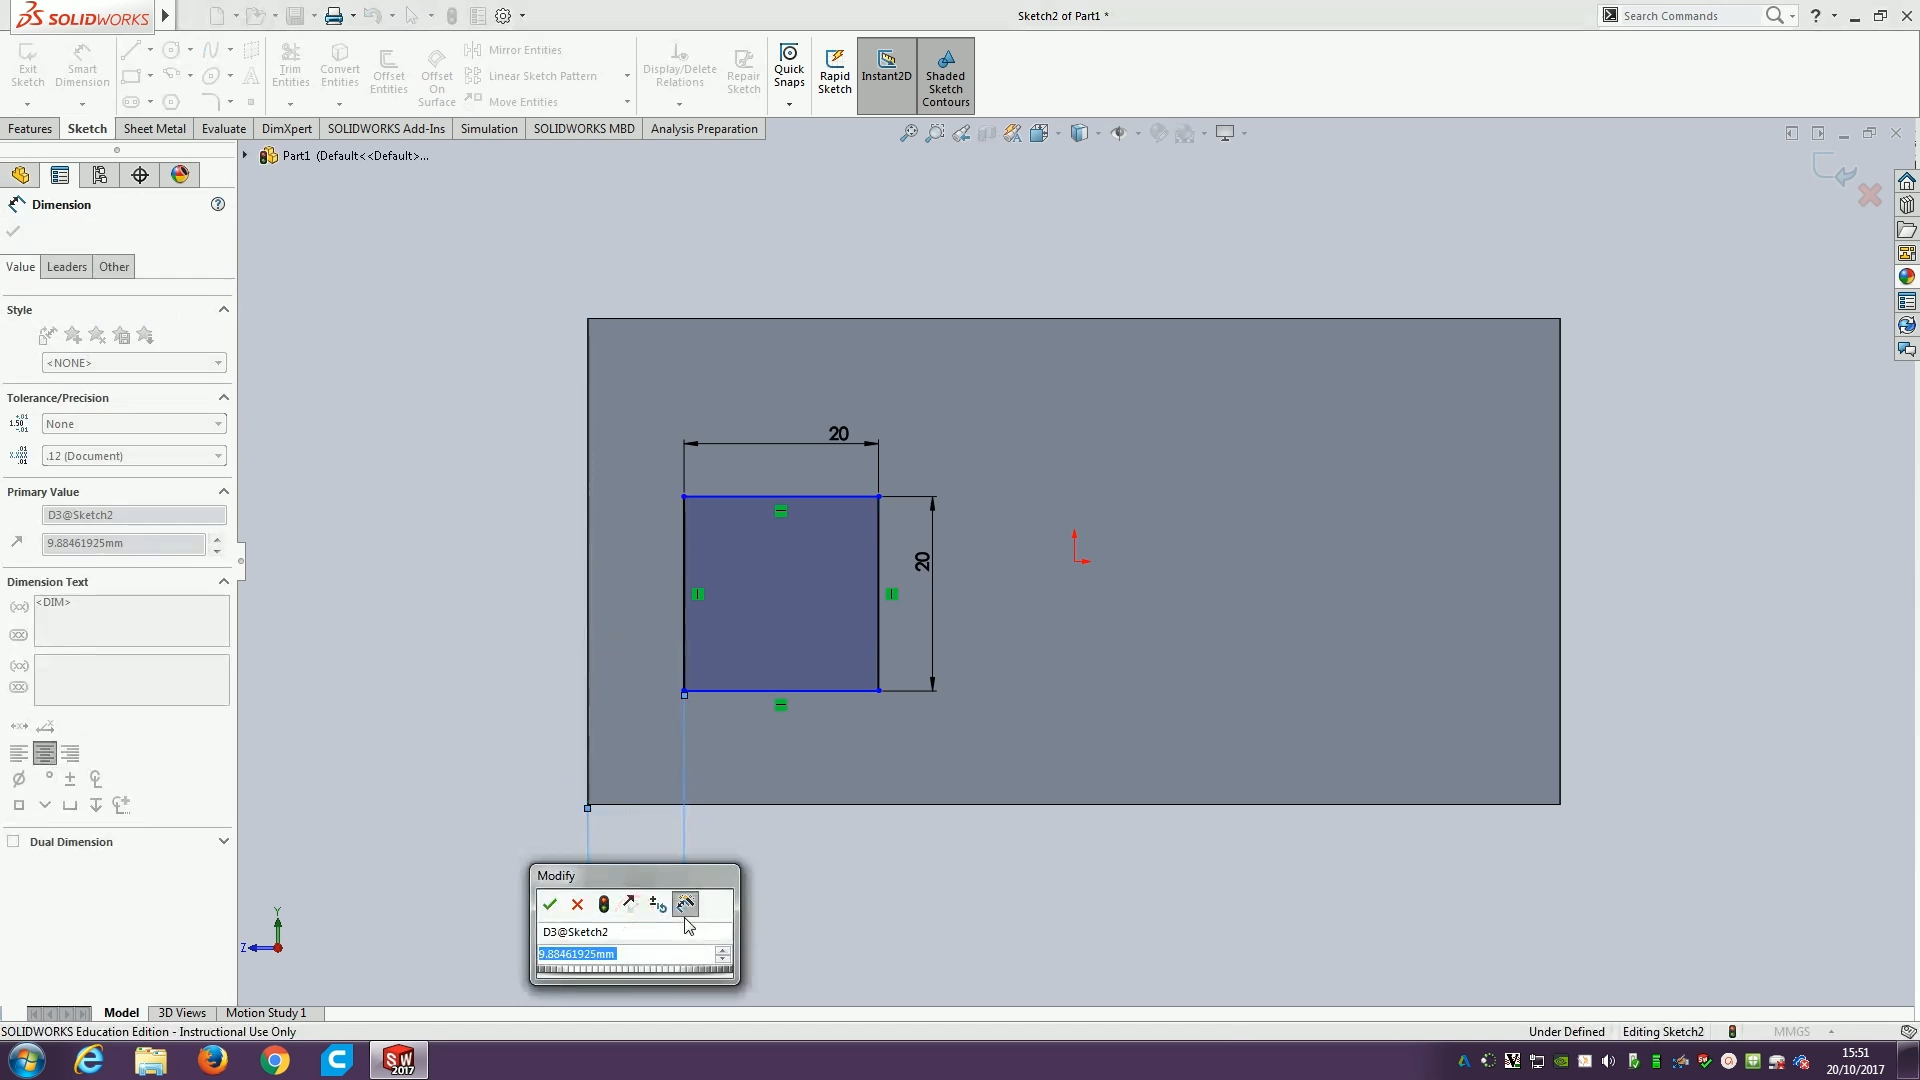 SOLIDWORKS
Sketch2 of Part1 *
Search Commands
?
Exit Sketch
Smart Dimension
Trim Entities
Convert Entities
Offset Entities
Offset On Surface
Mirror Entities
Linear Sketch Pattern
Move Entities
Display/Delete Relations
Repair Sketch
Quick Snaps
Rapid Sketch
Instant2D
Shaded Sketch Contours
Features
Sketch
Sheet Metal
Evaluate
DimXpert
SOLIDWORKS Add-Ins
Simulation
SOLIDWORKS MBD
Analysis Preparation
Part1 (Default<<Default>...
Dimension
Value
Leaders
Other
Style
<NONE>
Tolerance/Precision
None
.12 (Document)
Primary Value
D3@Sketch2
9.88461925mm
Dimension Text
<DIM>
Dual Dimension
20
20
Modify
D3@Sketch2
9.88461925mm
Y
Z
Model
3D Views
Motion Study 1
SOLIDWORKS Education Edition - Instructional Use Only
Under Defined
Editing Sketch2
MMGS
SW
2017
15:51
20/10/2017